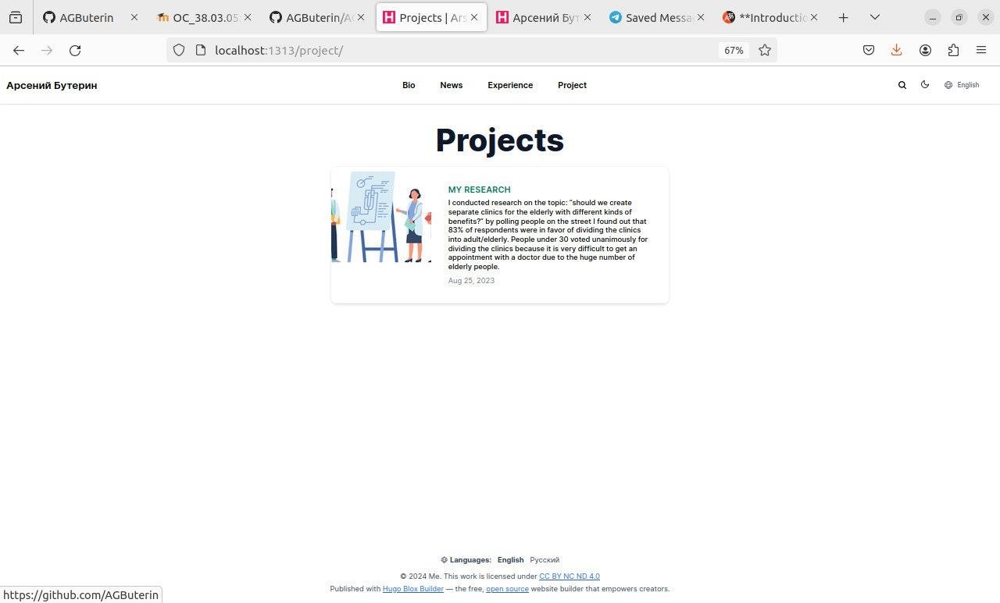 AGButerin
OC_38.03.05
AGButerin/AG
Projects | Ars
Арсений Бут
Saved Messa
**Introductio
localhost:1313/project/
67%
Арсений Бутерин
Bio
News
Experience
Project
English
Projects
MY RESEARCH
I conducted research on the topic: “should we create
separate clinics for the elderly with different kinds of
benefits?” by polling people on the street I found out that
83% of respondents were in favor of dividing the clinics
into adult/elderly. People under 30 voted unanimously for
dividing the clinics because it is very difficult to get an
appointment with a doctor due to the huge number of
elderly people.
Aug 25, 2023
Languages: English Русский
© 2024 Me. This work is licensed under CC BY NC ND 4.0
Published with Hugo Blox Builder — the free, open source website builder that empowers creators.
https://github.com/AGButerin